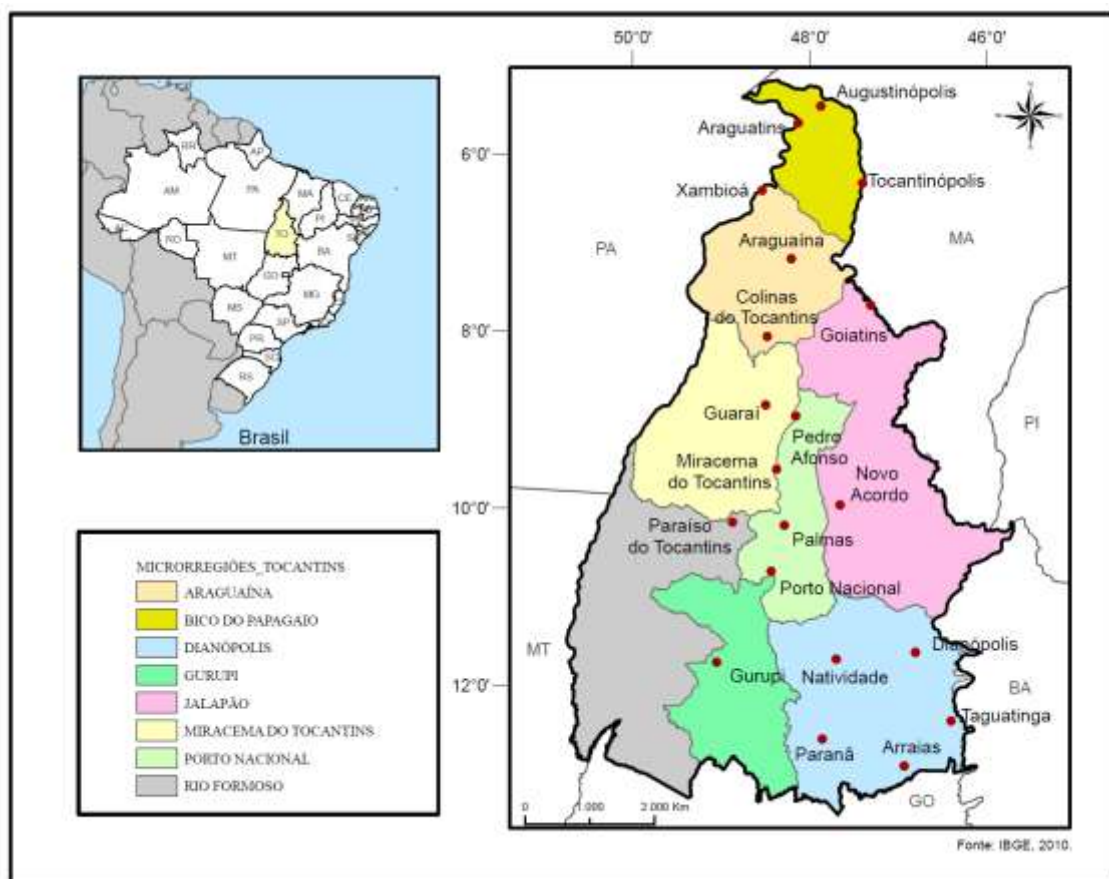 50°0'
48°0'
46°0'
6°0'
8°0'
10°0'
12°0'
RR
AP
AM
PA
MA
CE
PI
TO
RO
MT
BA
GO
MG
MS
SP
PR
SC
RS
Brasil
MICRORREGIÕES_TOCANTINS
ARAGUAÍNA
BICO DO PAPAGAIO
DIANÓPOLIS
GURUPI
JALAPÃO
MIRACEMA DO TOCANTINS
PORTO NACIONAL
RIO FORMOSO
Augustinópolis
Araguatins
Xambioá
Tocantinópolis
PA
MA
Araguaína
Colinas
do Tocantins
Goiatins
Guaraí
Pedro
Afonso
PI
Miracema
do Tocantins
Novo
Acordo
Paraíso
do Tocantins
Palmas
Porto Nacional
MT
Gurupi
Natividade
Dianópolis
BA
Taguatinga
Paranã
Arraias
GO
0 1.000 2.000 Km
Fonte: IBGE, 2010.